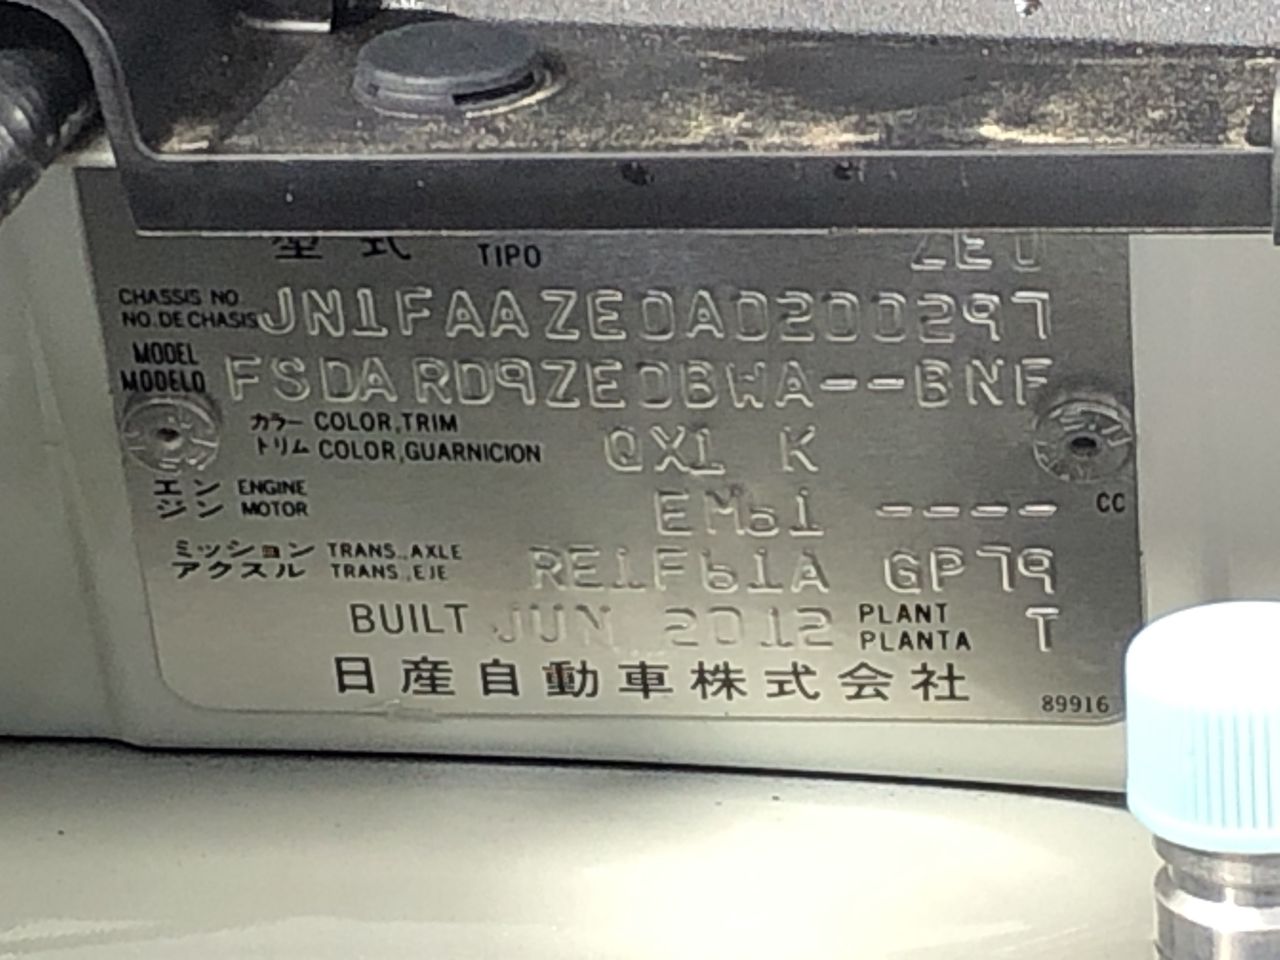 型式 TIPO ZE0
CHASSIS NO.
NO. DE CHASIS JN1FAAZE0A0200297
MODEL
MODELO FSDARD9ZE0BWA--BNF
カラー COLOR,TRIM
トリム COLOR,GUARNICION QX1 K
エン ENGINE
ジン MOTOR EM61 ---- CC
ミッション TRANS.,AXLE
アクスル TRANS.,EJE RE1F61A GP79
BUILT JUN 2012 PLANT
PLANTA T
日産自動車株式会社
89916